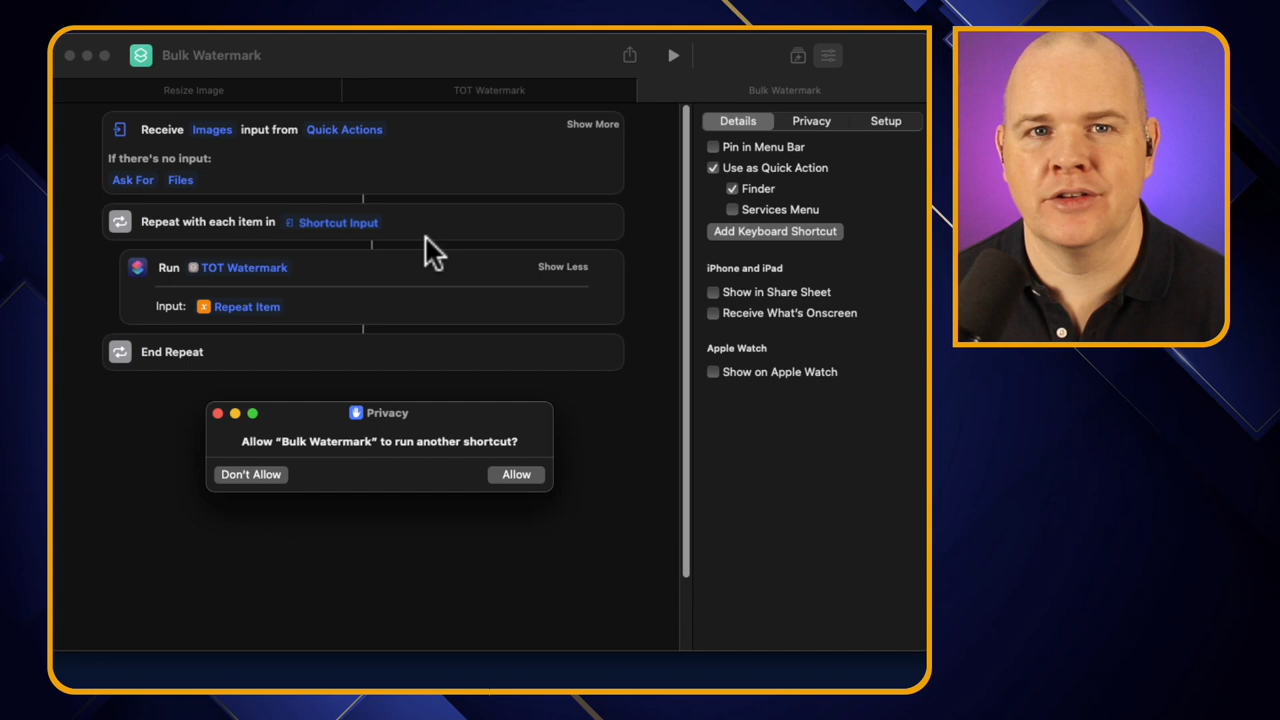 Bulk Watermark
Resize Image
TOT Watermark
Bulk Watermark
Receive Images input from Quick Actions
Show More
If there's no input:
Ask For Files
Repeat with each item in Shortcut Input
Run TOT Watermark
Show Less
Input: Repeat Item
End Repeat
Privacy
Allow “Bulk Watermark” to run another shortcut?
Don't Allow
Allow
Details
Privacy
Setup
Pin in Menu Bar
Use as Quick Action
Finder
Services Menu
Add Keyboard Shortcut
iPhone and iPad
Show in Share Sheet
Receive What's Onscreen
Apple Watch
Show on Apple Watch